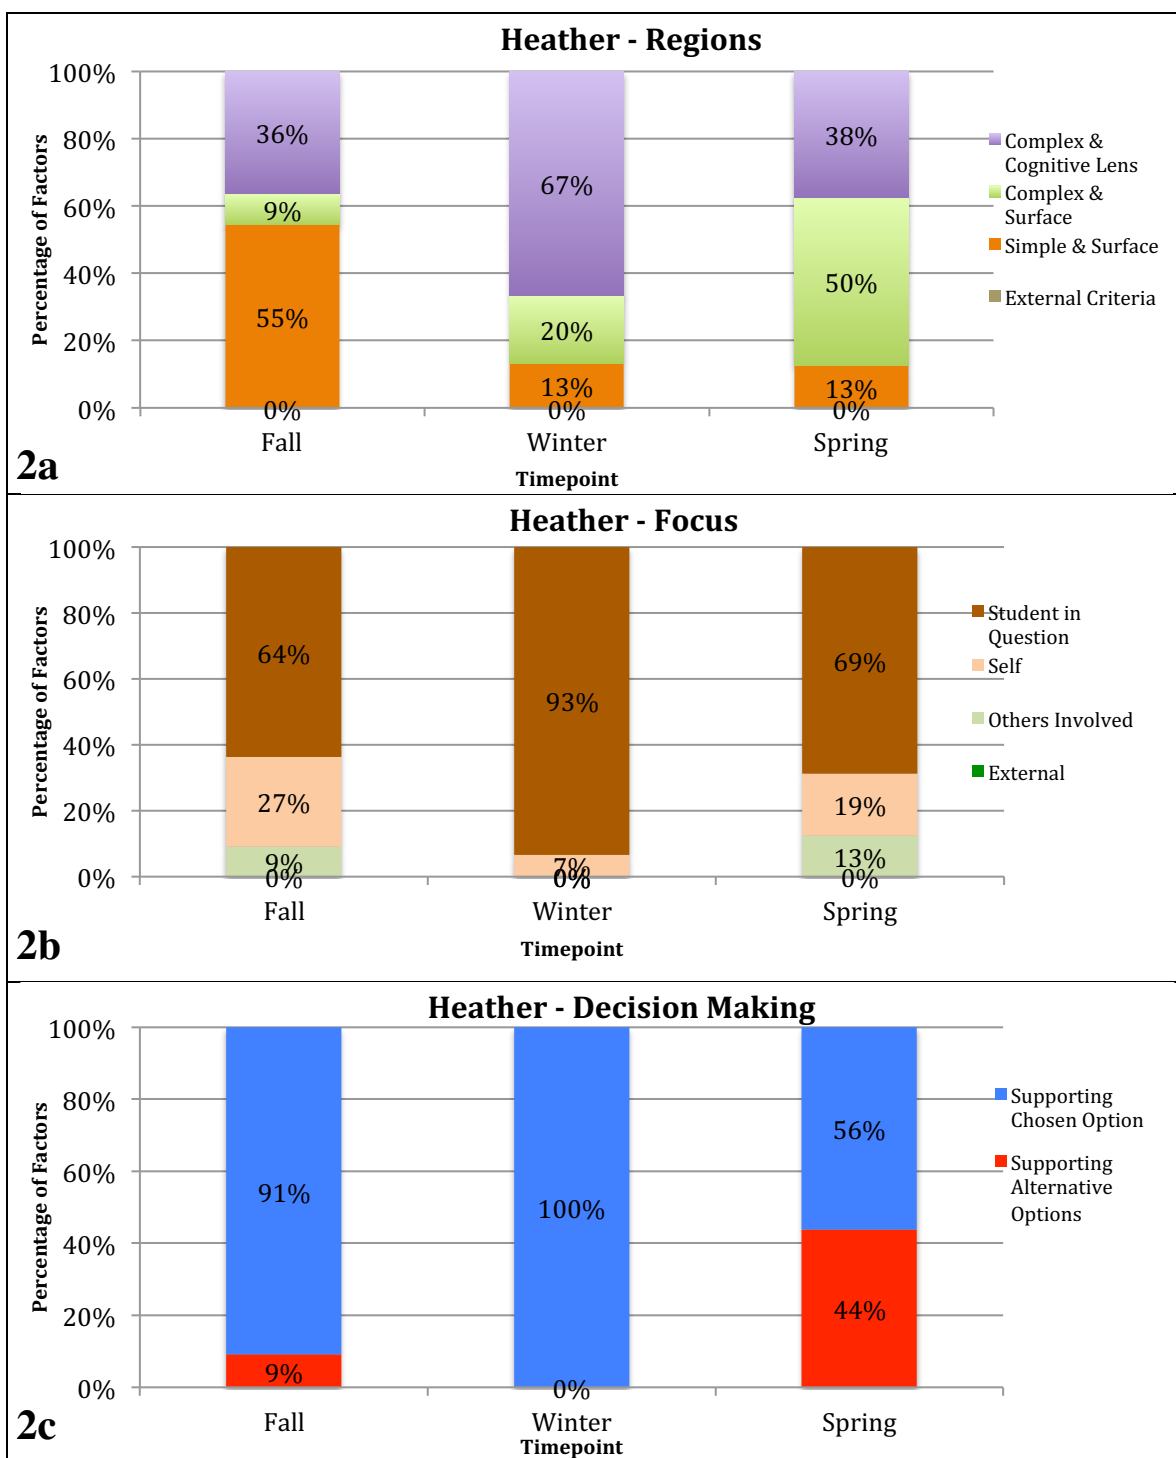 Heather - Regions
100%
80%
60%
40%
20%
0%
Percentage of Factors
36%
9%
55%
0%
67%
20%
13%
0%
38%
50%
13%
0%
Fall
Winter
Spring
Timepoint
Complex &
Cognitive Lens
Complex &
Surface
Simple & Surface
External Criteria
2a
Heather - Focus
100%
80%
60%
40%
20%
0%
Percentage of Factors
64%
27%
9%
0%
93%
7%
0%
0%
69%
19%
13%
0%
Fall
Winter
Spring
Timepoint
Student in
Question
Self
Others Involved
External
2b
Heather - Decision Making
100%
80%
60%
40%
20%
0%
Percentage of Factors
91%
9%
100%
0%
56%
44%
Fall
Winter
Spring
Timepoint
Supporting
Chosen Option
Supporting
Alternative
Options
2c